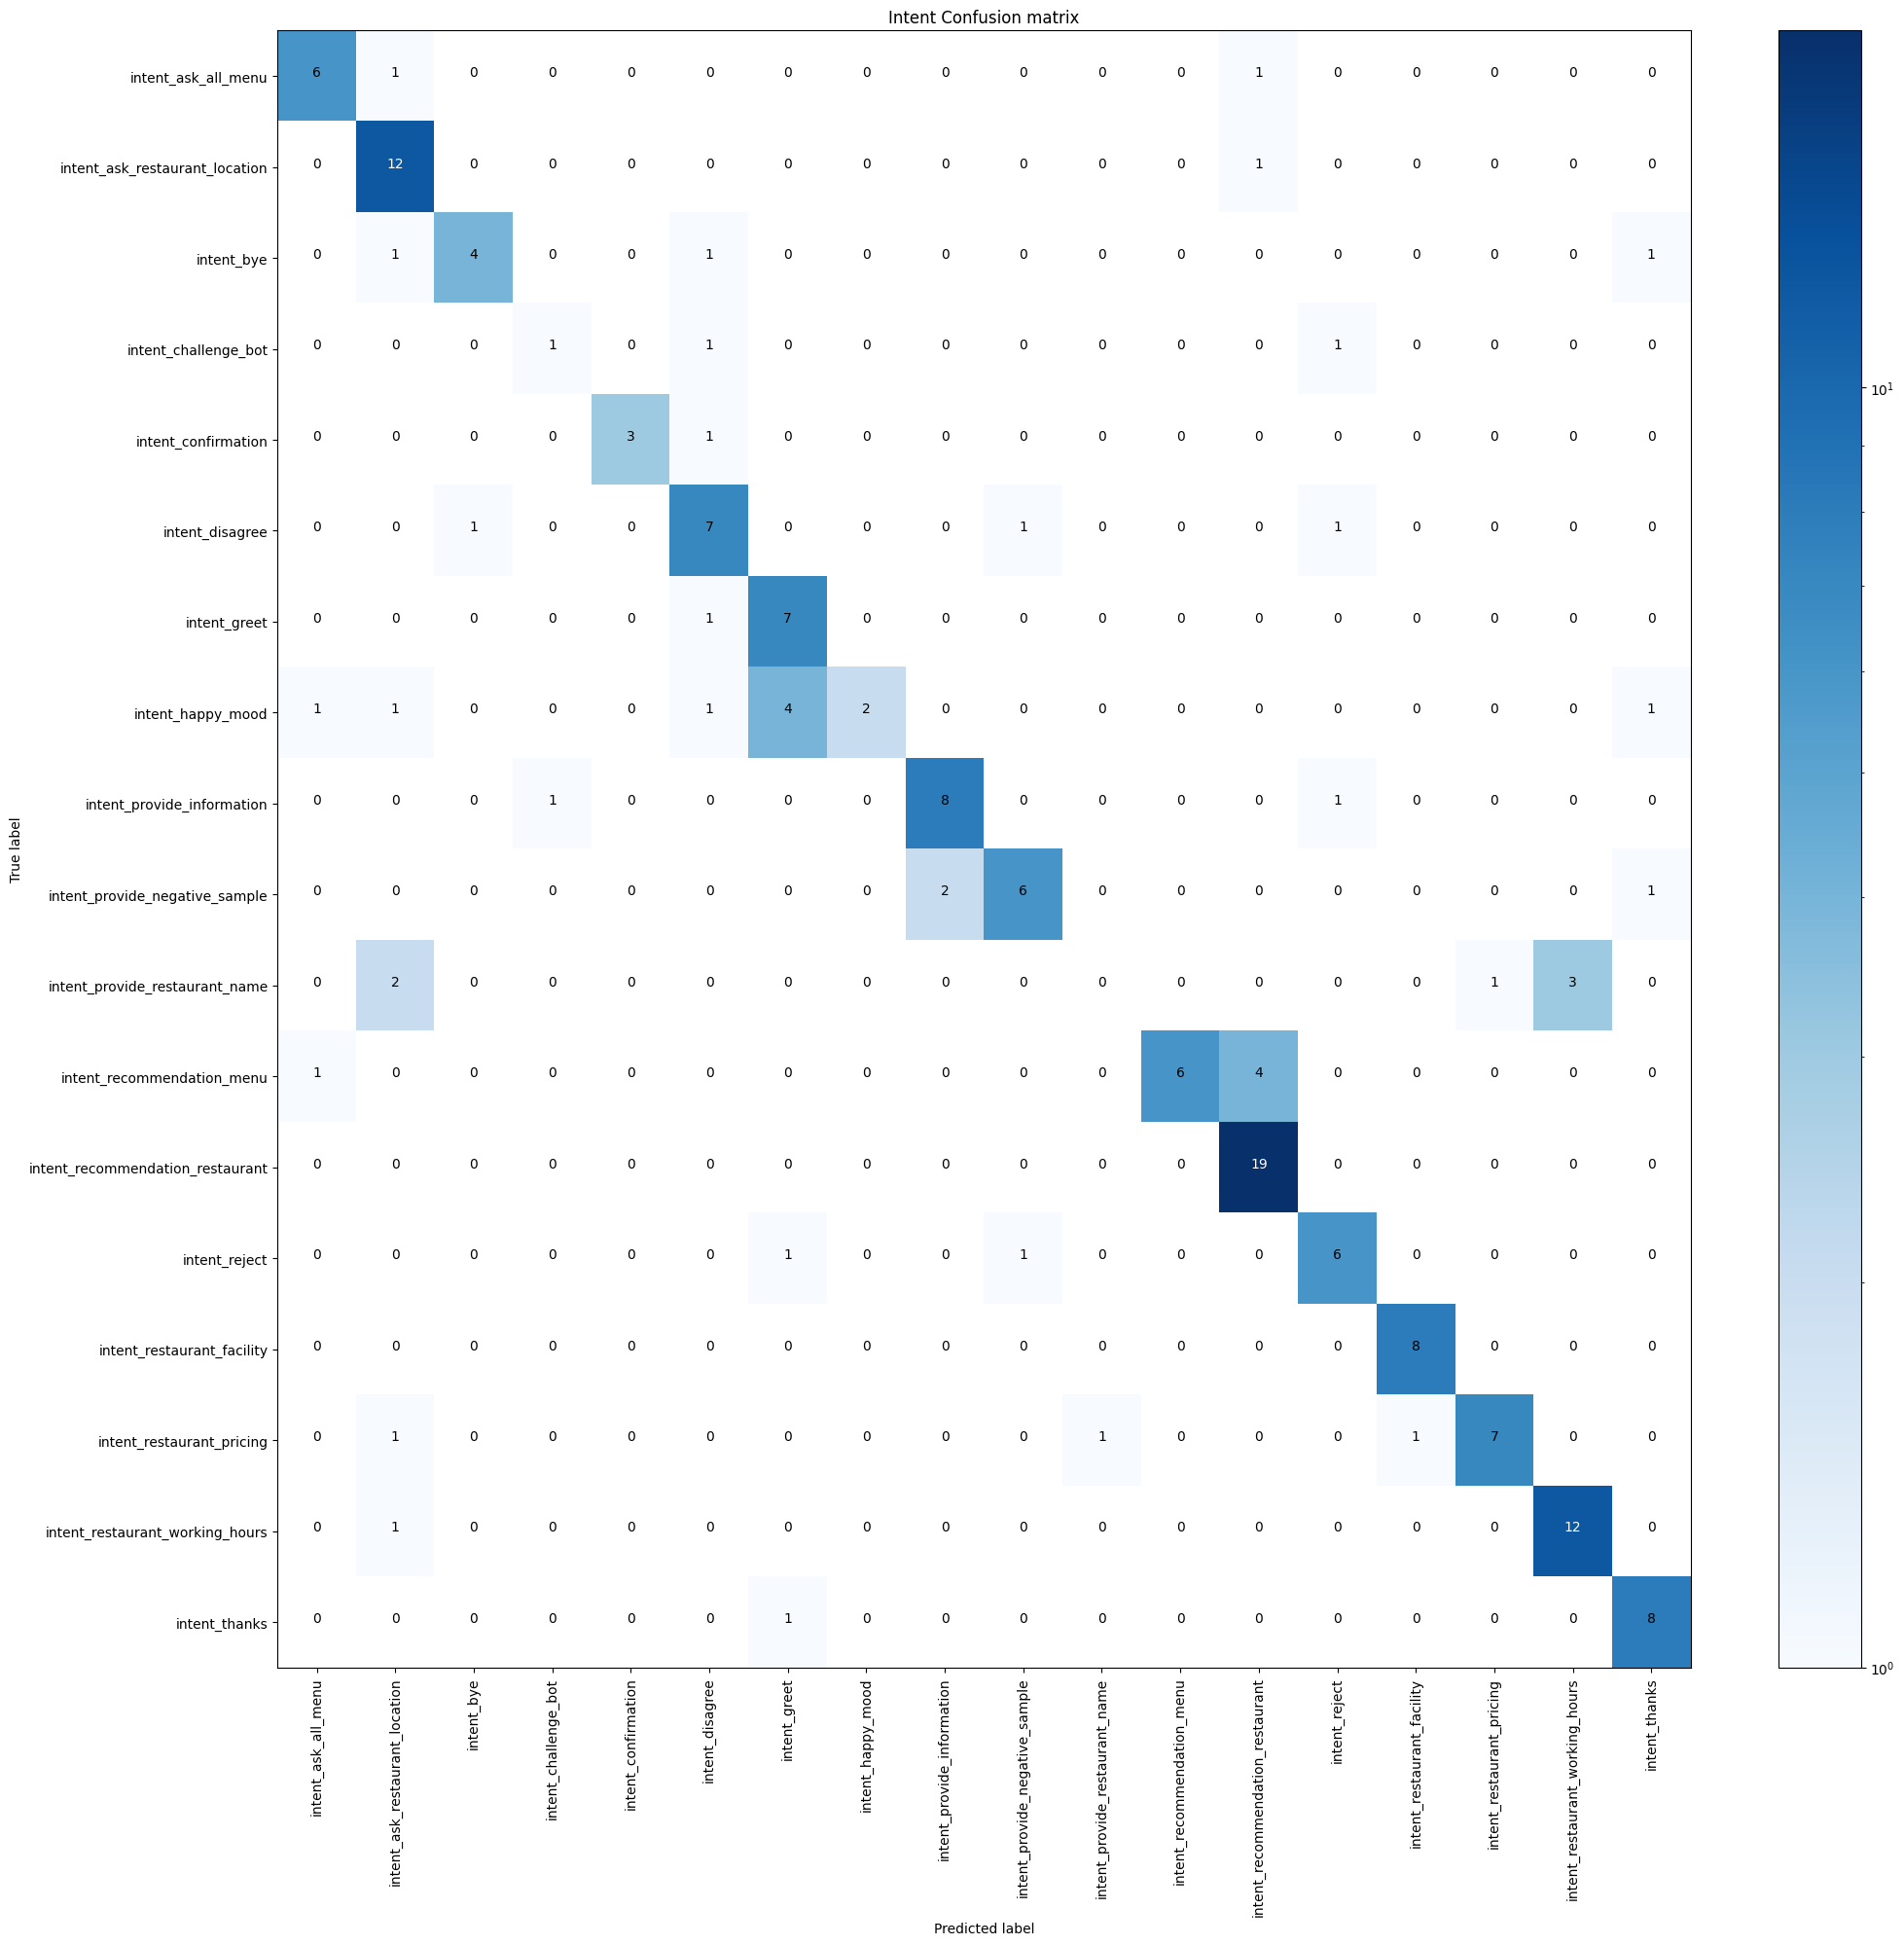 Intent Confusion matrix
intent_ask_all_menu 6 1 0 0 0 0 0 0 0 0 0 0 1 0 0 0 0 0
intent_ask_restaurant_location 0 12 0 0 0 0 0 0 0 0 0 0 1 0 0 0 0 0
intent_bye 0 1 4 0 0 1 0 0 0 0 0 0 0 0 0 0 0 1
intent_challenge_bot 0 0 0 1 0 1 0 0 0 0 0 0 0 1 0 0 0 0
10¹
intent_confirmation 0 0 0 0 3 1 0 0 0 0 0 0 0 0 0 0 0 0
intent_disagree 0 0 1 0 0 7 0 0 0 1 0 0 0 1 0 0 0 0
intent_greet 0 0 0 0 0 1 7 0 0 0 0 0 0 0 0 0 0 0
intent_happy_mood 1 1 0 0 0 1 4 2 0 0 0 0 0 0 0 0 0 1
intent_provide_information 0 0 0 1 0 0 0 0 8 0 0 0 0 1 0 0 0 0
True label
intent_provide_negative_sample 0 0 0 0 0 0 0 0 2 6 0 0 0 0 0 0 0 1
intent_provide_restaurant_name 0 2 0 0 0 0 0 0 0 0 0 0 0 0 0 1 3 0
intent_recommendation_menu 1 0 0 0 0 0 0 0 0 0 0 6 4 0 0 0 0 0
intent_recommendation_restaurant 0 0 0 0 0 0 0 0 0 0 0 0 19 0 0 0 0 0
intent_reject 0 0 0 0 0 0 1 0 0 1 0 0 0 6 0 0 0 0
intent_restaurant_facility 0 0 0 0 0 0 0 0 0 0 0 0 0 0 8 0 0 0
intent_restaurant_pricing 0 1 0 0 0 0 0 0 0 0 1 0 0 0 1 7 0 0
intent_restaurant_working_hours 0 1 0 0 0 0 0 0 0 0 0 0 0 0 0 0 12 0
intent_thanks 0 0 0 0 0 0 1 0 0 0 0 0 0 0 0 0 0 8
10⁰
intent_ask_all_menu
intent_ask_restaurant_location
intent_bye
intent_challenge_bot
intent_confirmation
intent_disagree
intent_greet
intent_happy_mood
intent_provide_information
intent_provide_negative_sample
intent_provide_restaurant_name
intent_recommendation_menu
intent_recommendation_restaurant
intent_reject
intent_restaurant_facility
intent_restaurant_pricing
intent_restaurant_working_hours
intent_thanks
Predicted label